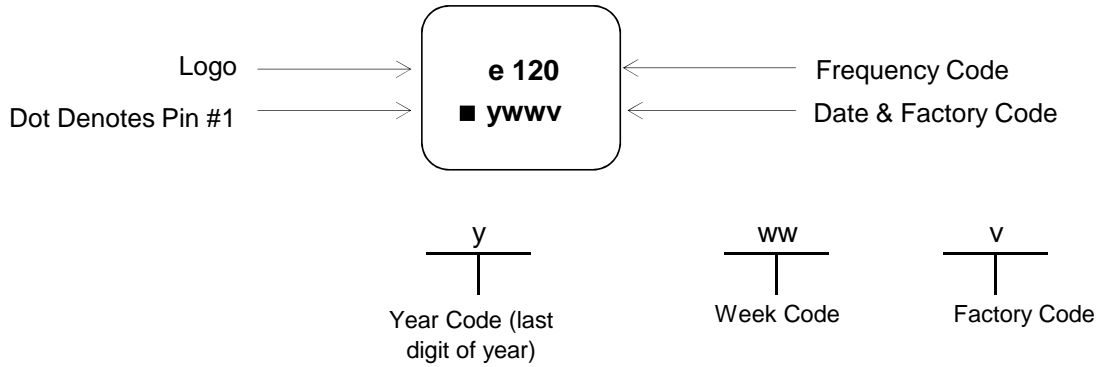 Logo
e 120
Frequency Code
Dot Denotes Pin #1
■ ywwv
Date & Factory Code
y
ww
v
Year Code (last
digit of year)
Week Code
Factory Code